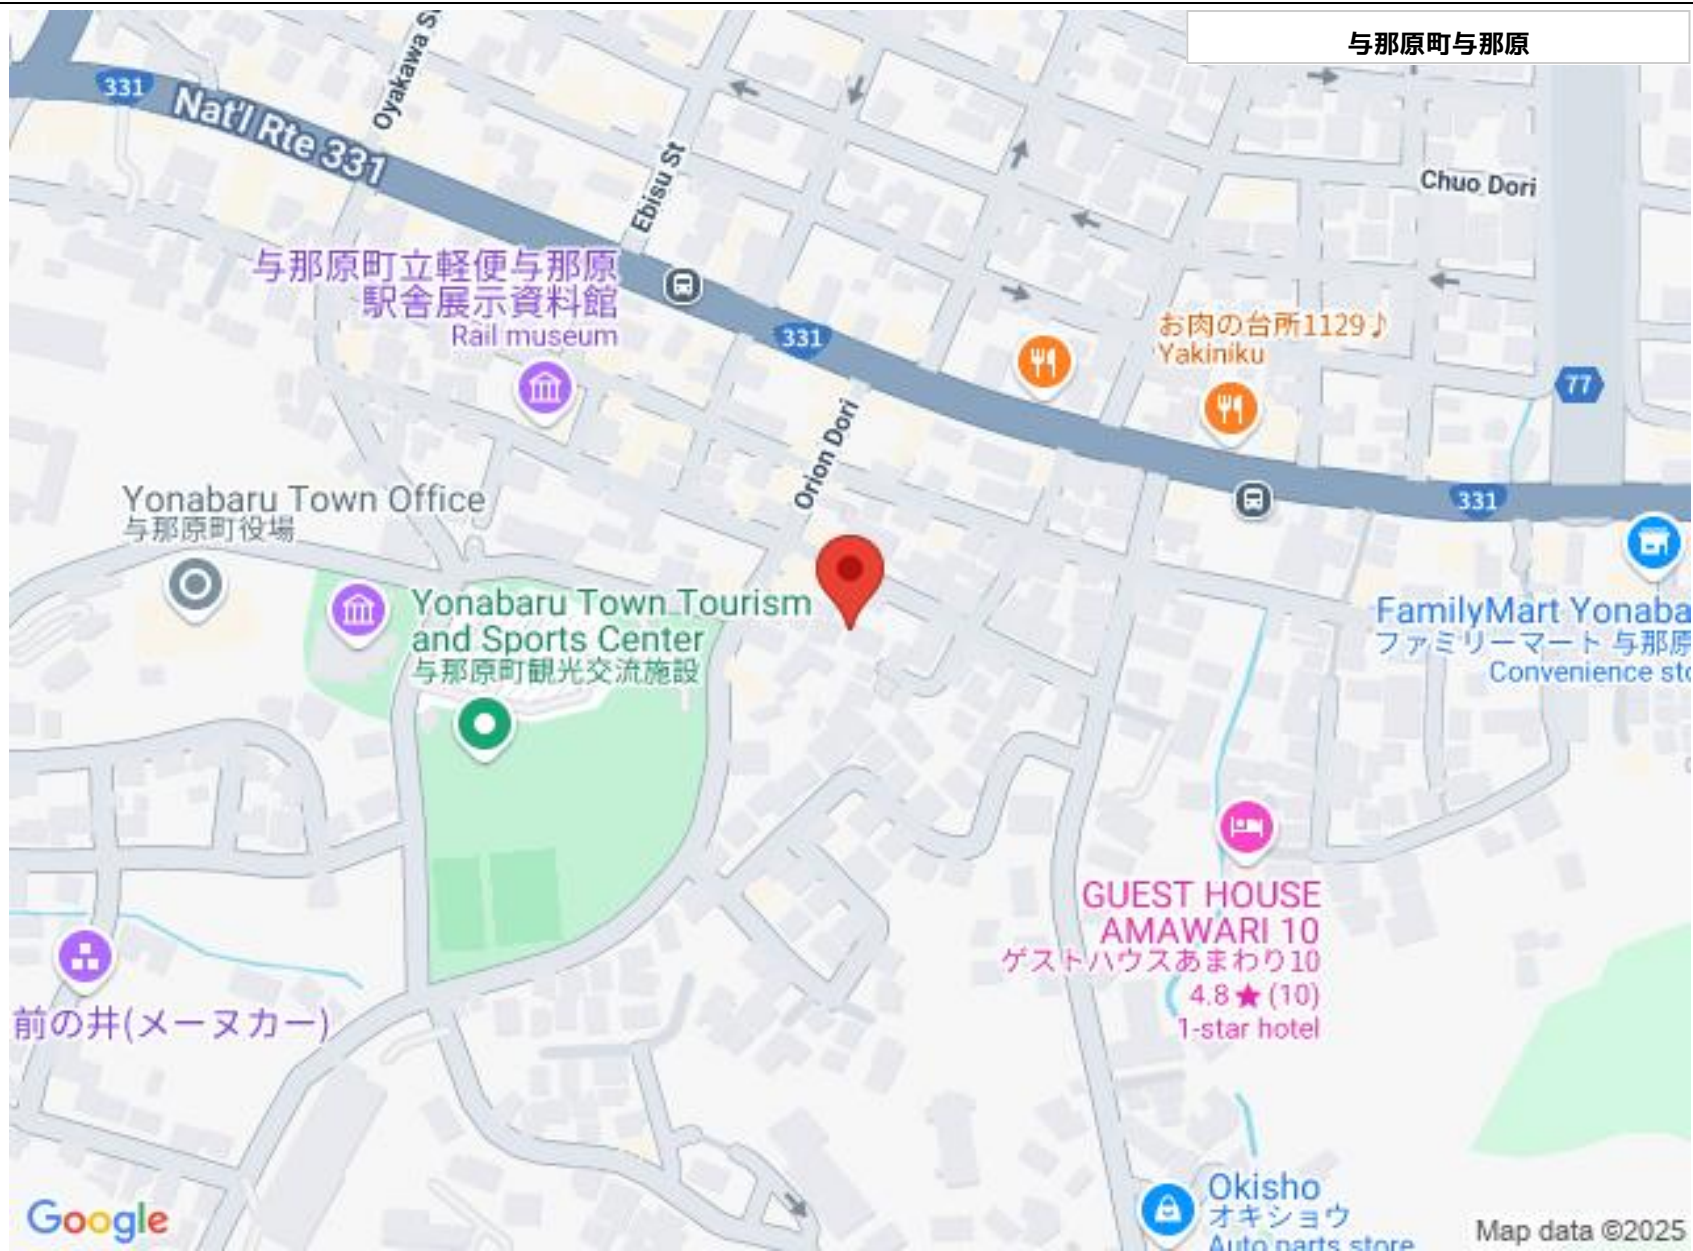 与那原町与那原
331
Nat'l Rte 331
Oyakawa S
Ebisu St
Chuo Dori
与那原町立軽便与那原
駅舎展示資料館
Rail museum
331
お肉の台所1129♪
Yakiniku
77
Orion Dori
Yonabaru Town Office
与那原町役場
331
Yonabaru Town Tourism
and Sports Center
与那原町観光交流施設
FamilyMart Yonaba
ファミリーマート 与那原
Convenience sto
GUEST HOUSE
AMAWARI 10
ゲストハウスあまわり10
4.8★(10)
1-star hotel
前の井(メーヌカー)
Okisho
オキショウ
Auto parts store
Google
Map data ©2025